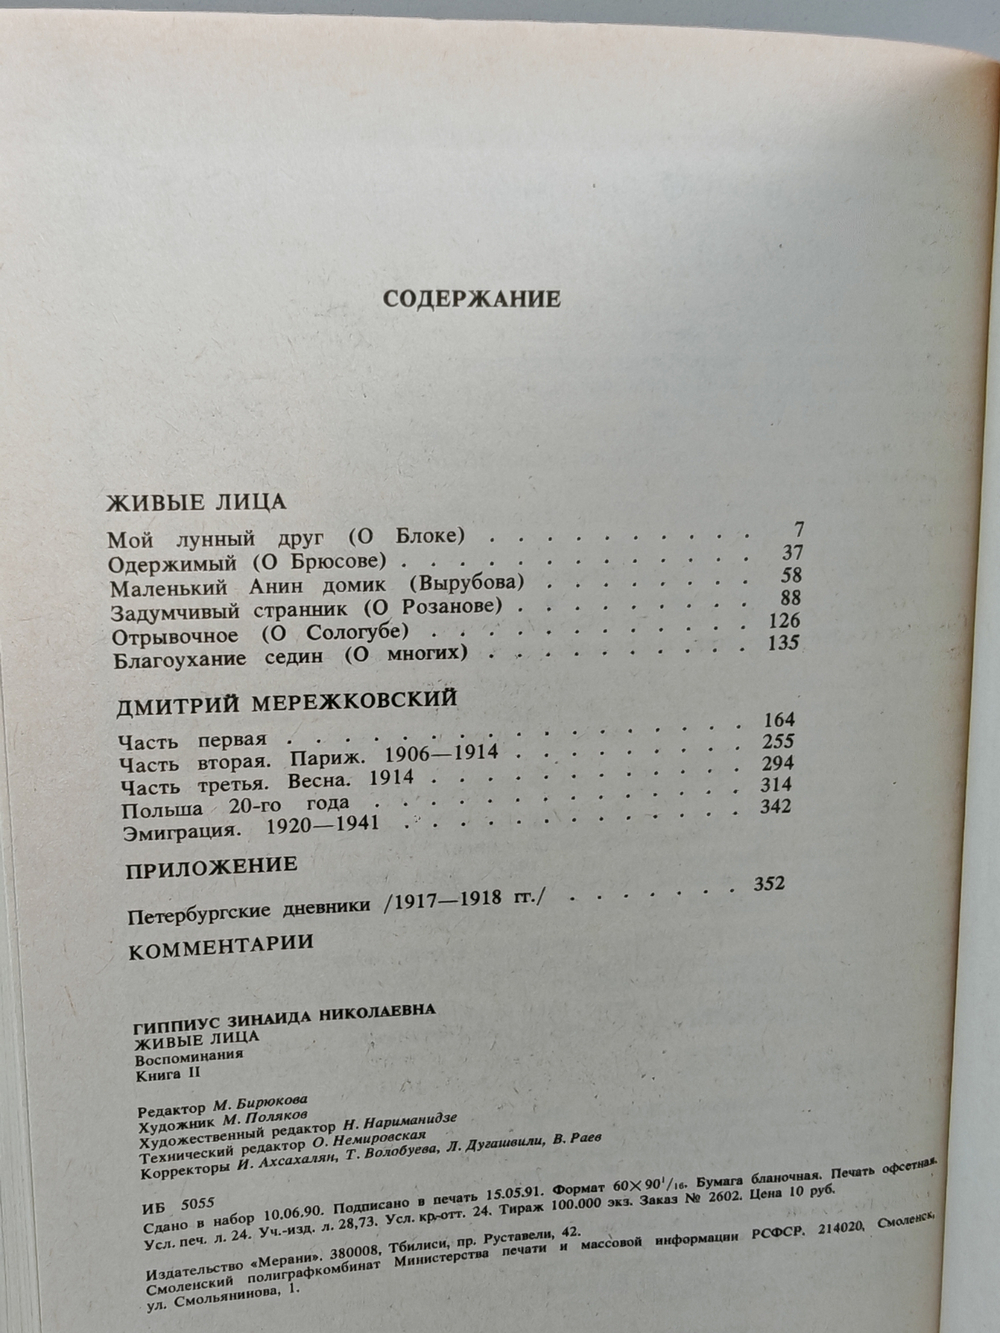 СОДЕРЖАНИЕ
ЖИВЫЕ ЛИЦА
Мой лунный друг (О Блоке) . . . . . . . . . . 7
Одержимый (О Брюсове) . . . . . . . . . . . . . 37
Маленький Анин домик (Вырубова) . . . . . . . . 58
Задумчивый странник (О Розанове) . . . . . . . . . 88
Отрывочное (О Сологубе) . . . . . . . . . . . . 126
Благоухание седин (О многих) . . . . . . . . . . 135
ДМИТРИЙ МЕРЕЖКОВСКИЙ
Часть первая . . . . . . . . . . . . . . . . . 164
Часть вторая. Париж. 1906—1914 . . . . . . . . . 255
Часть третья. Весна. 1914 . . . . . . . . . . . . 294
Польша 20-го года . . . . . . . . . . . . . . 314
Эмиграция. 1920—1941 . . . . . . . . . . . . . 342
ПРИЛОЖЕНИЕ
Петербургские дневники /1917—1918 гг./ . . . . . . . 352
КОММЕНТАРИИ
ГИППИУС ЗИНАИДА НИКОЛАЕВНА
ЖИВЫЕ ЛИЦА
Воспоминания
Книга II
Редактор М. Бирюкова
Художник М. Поляков
Художественный редактор Н. Нариманидзе
Технический редактор О. Немировская
Корректоры И. Ахсахалян, Т. Волобуева, Л. Дугашвили, В. Раев
ИБ 5055
Сдано в набор 10.06.90. Подписано в печать 15.05.91. Формат 60×90¹/₁₆. Бумага бланочная. Печать офсетная.
Усл. печ. л. 24. Уч.-изд. л. 28,73. Усл. кр.-отт. 24. Тираж 100.000 экз. Заказ № 2602. Цена 10 руб.
Издательство «Мерани». 380008, Тбилиси, пр. Руставели, 42.
Смоленский полиграфкомбинат Министерства печати и массовой информации РСФСР. 214020, Смоленск,
ул. Смольянинова, 1.